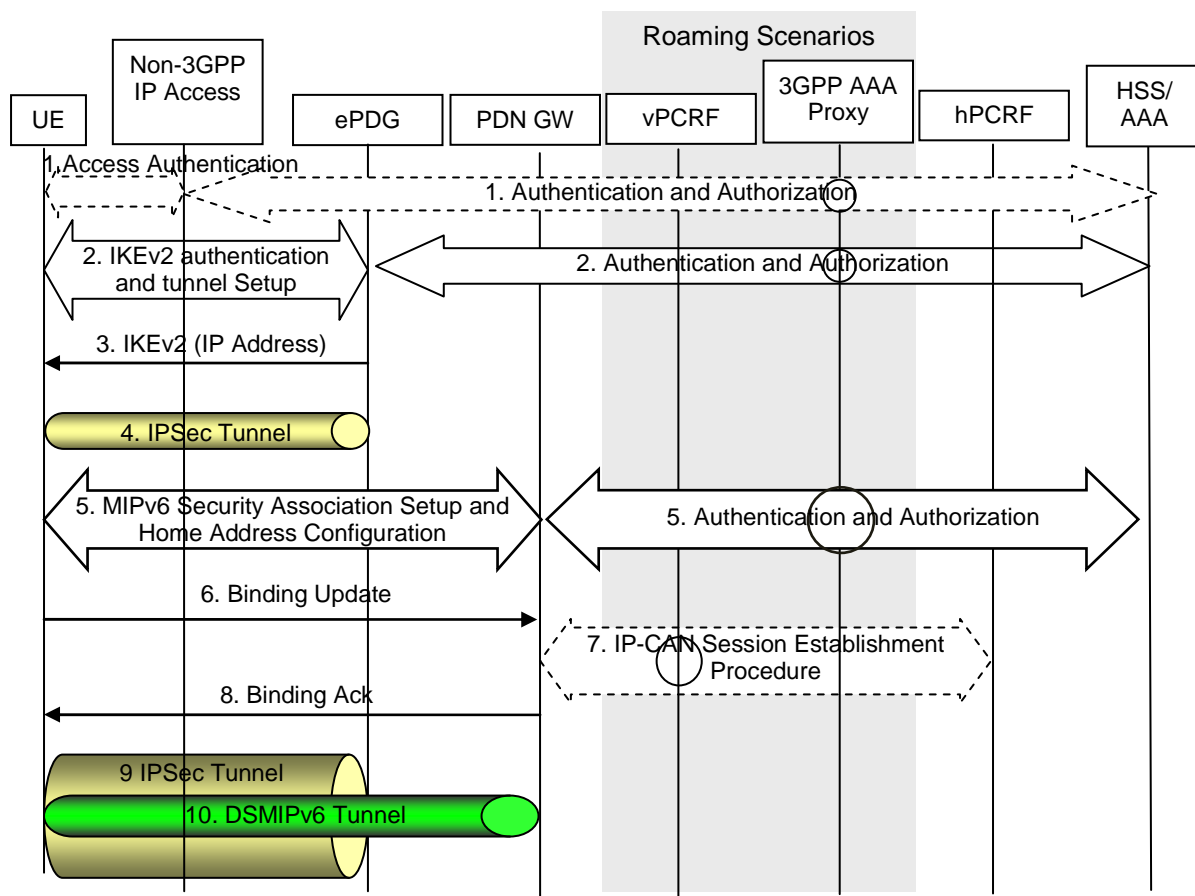 Roaming Scenarios
Non-3GPP
IP Access
3GPP AAA
Proxy
HSS/
AAA
UE
ePDG
PDN GW
vPCRF
hPCRF
1.Access Authentication
1. Authentication and Authorization
2. IKEv2 authentication
and tunnel Setup
2. Authentication and Authorization
3. IKEv2 (IP Address)
4. IPSec Tunnel
5. MIPv6 Security Association Setup and
Home Address Configuration
5. Authentication and Authorization
6. Binding Update
7. IP-CAN Session Establishment
Procedure
8. Binding Ack
9 IPSec Tunnel
10. DSMIPv6 Tunnel